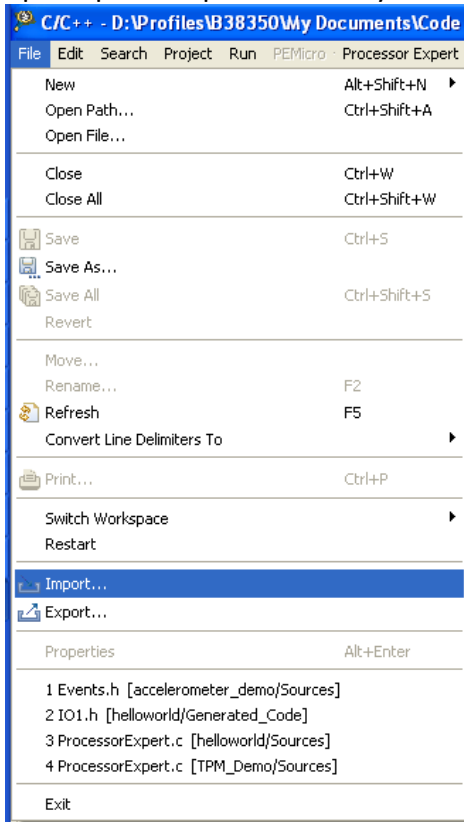 C/C++ - D:\Profiles\B38350\My Documents\Code
File Edit Search Project Run PEMicro Processor Expert
New Alt+Shift+N
Open Path... Ctrl+Shift+A
Open File...
Close Ctrl+W
Close All Ctrl+Shift+W
Save Ctrl+S
Save As...
Save All Ctrl+Shift+S
Revert
Move...
Rename... F2
Refresh F5
Convert Line Delimiters To
Print... Ctrl+P
Switch Workspace
Restart
Import...
Export...
Properties Alt+Enter
1 Events.h [accelerometer_demo/Sources]
2 IO1.h [helloworld/Generated_Code]
3 ProcessorExpert.c [helloworld/Sources]
4 ProcessorExpert.c [TPM_Demo/Sources]
Exit